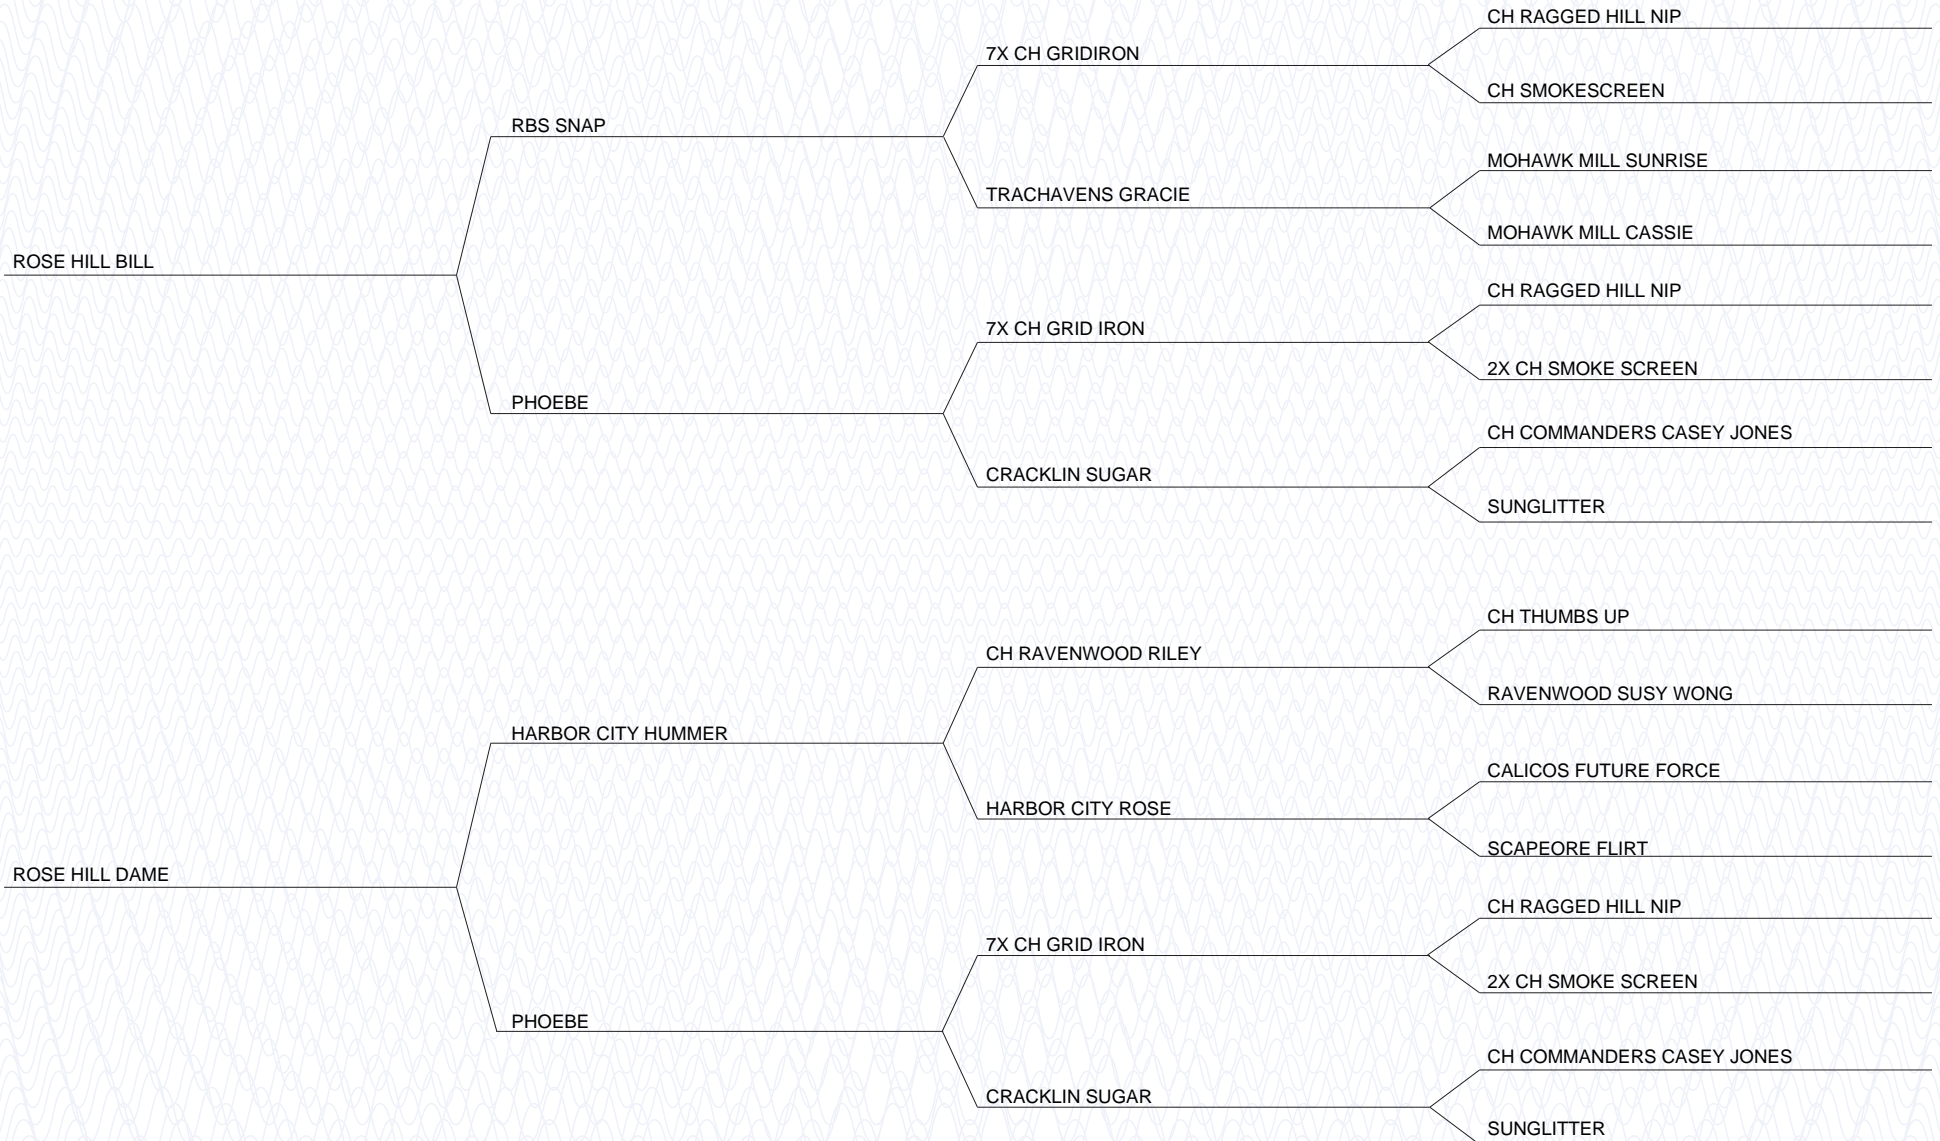 CH RAGGED HILL NIP
7X CH GRIDIRON
CH SMOKESCREEN
RBS SNAP
MOHAWK MILL SUNRISE
TRACHAVENS GRACIE
MOHAWK MILL CASSIE
ROSE HILL BILL
CH RAGGED HILL NIP
7X CH GRID IRON
2X CH SMOKE SCREEN
PHOEBE
CH COMMANDERS CASEY JONES
CRACKLIN SUGAR
SUNGLITTER
CH THUMBS UP
CH RAVENWOOD RILEY
RAVENWOOD SUSY WONG
HARBOR CITY HUMMER
CALICOS FUTURE FORCE
HARBOR CITY ROSE
SCAPEORE FLIRT
ROSE HILL DAME
CH RAGGED HILL NIP
7X CH GRID IRON
2X CH SMOKE SCREEN
PHOEBE
CH COMMANDERS CASEY JONES
CRACKLIN SUGAR
SUNGLITTER